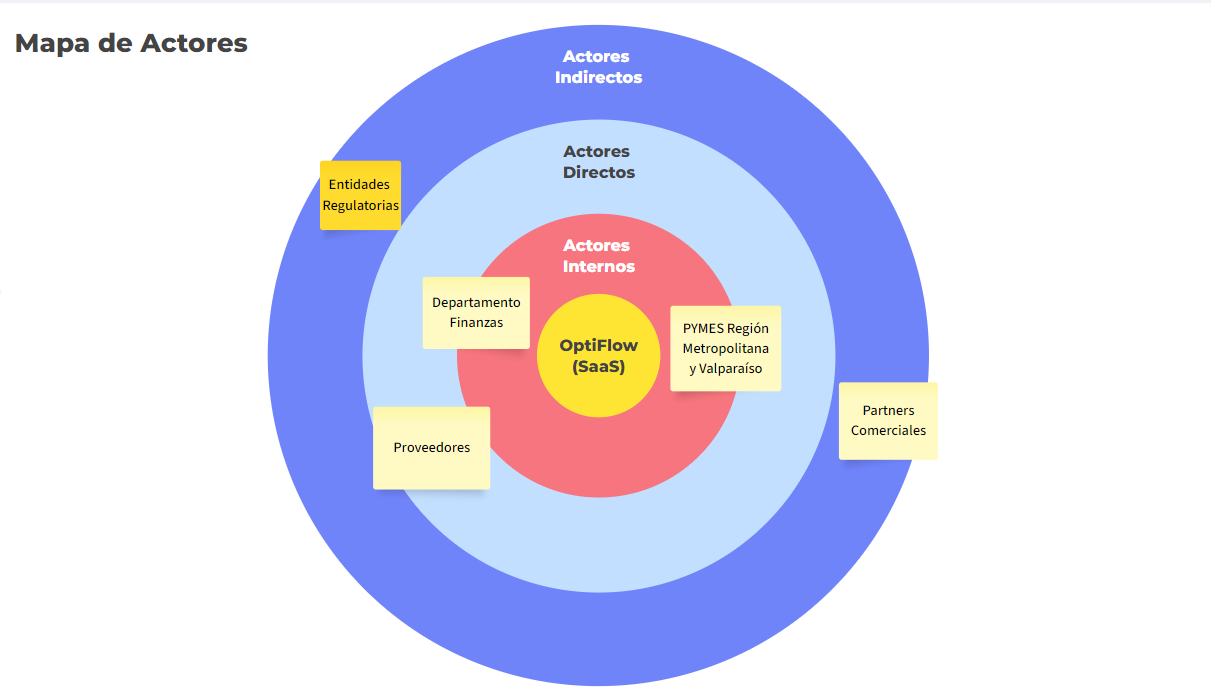 Mapa de Actores
Actores
Indirectos
Actores
Directos
Entidades
Regulatorias
Actores
Internos
Departamento
Finanzas
OptiFlow
(SaaS)
PYMES Región
Metropolitana
y Valparaíso
Partners
Comerciales
Proveedores